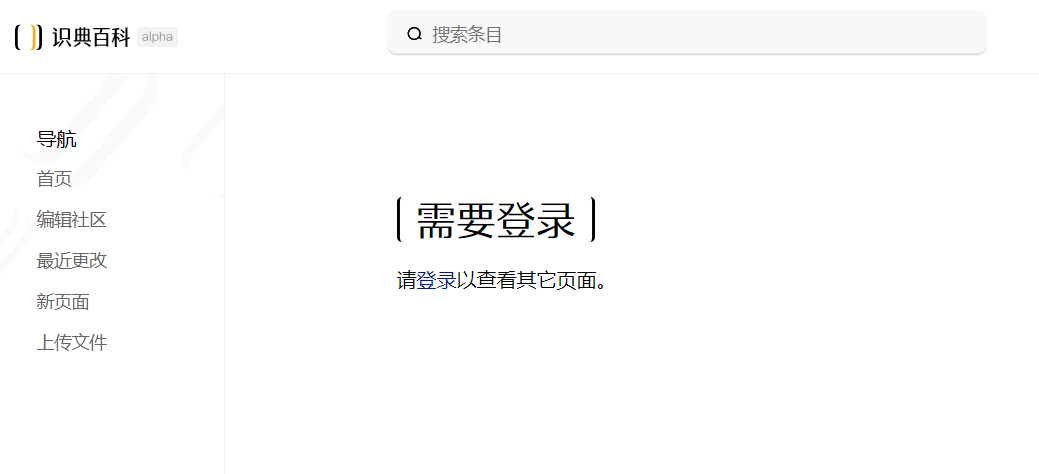 识典百科 alpha
搜索条目
导航
首页
编辑社区
最近更改
新页面
上传文件
需要登录
请登录以查看其它页面。